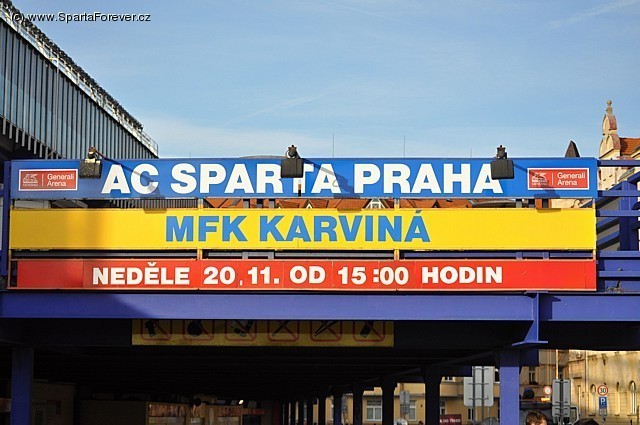 (c) www.SpartaForever.cz
Generali
Arena
AC SPARTA PRAHA
Generali
Arena
MFK KARVINÁ
NEDĚLE 20.11. OD 15:00 HODIN
30
P